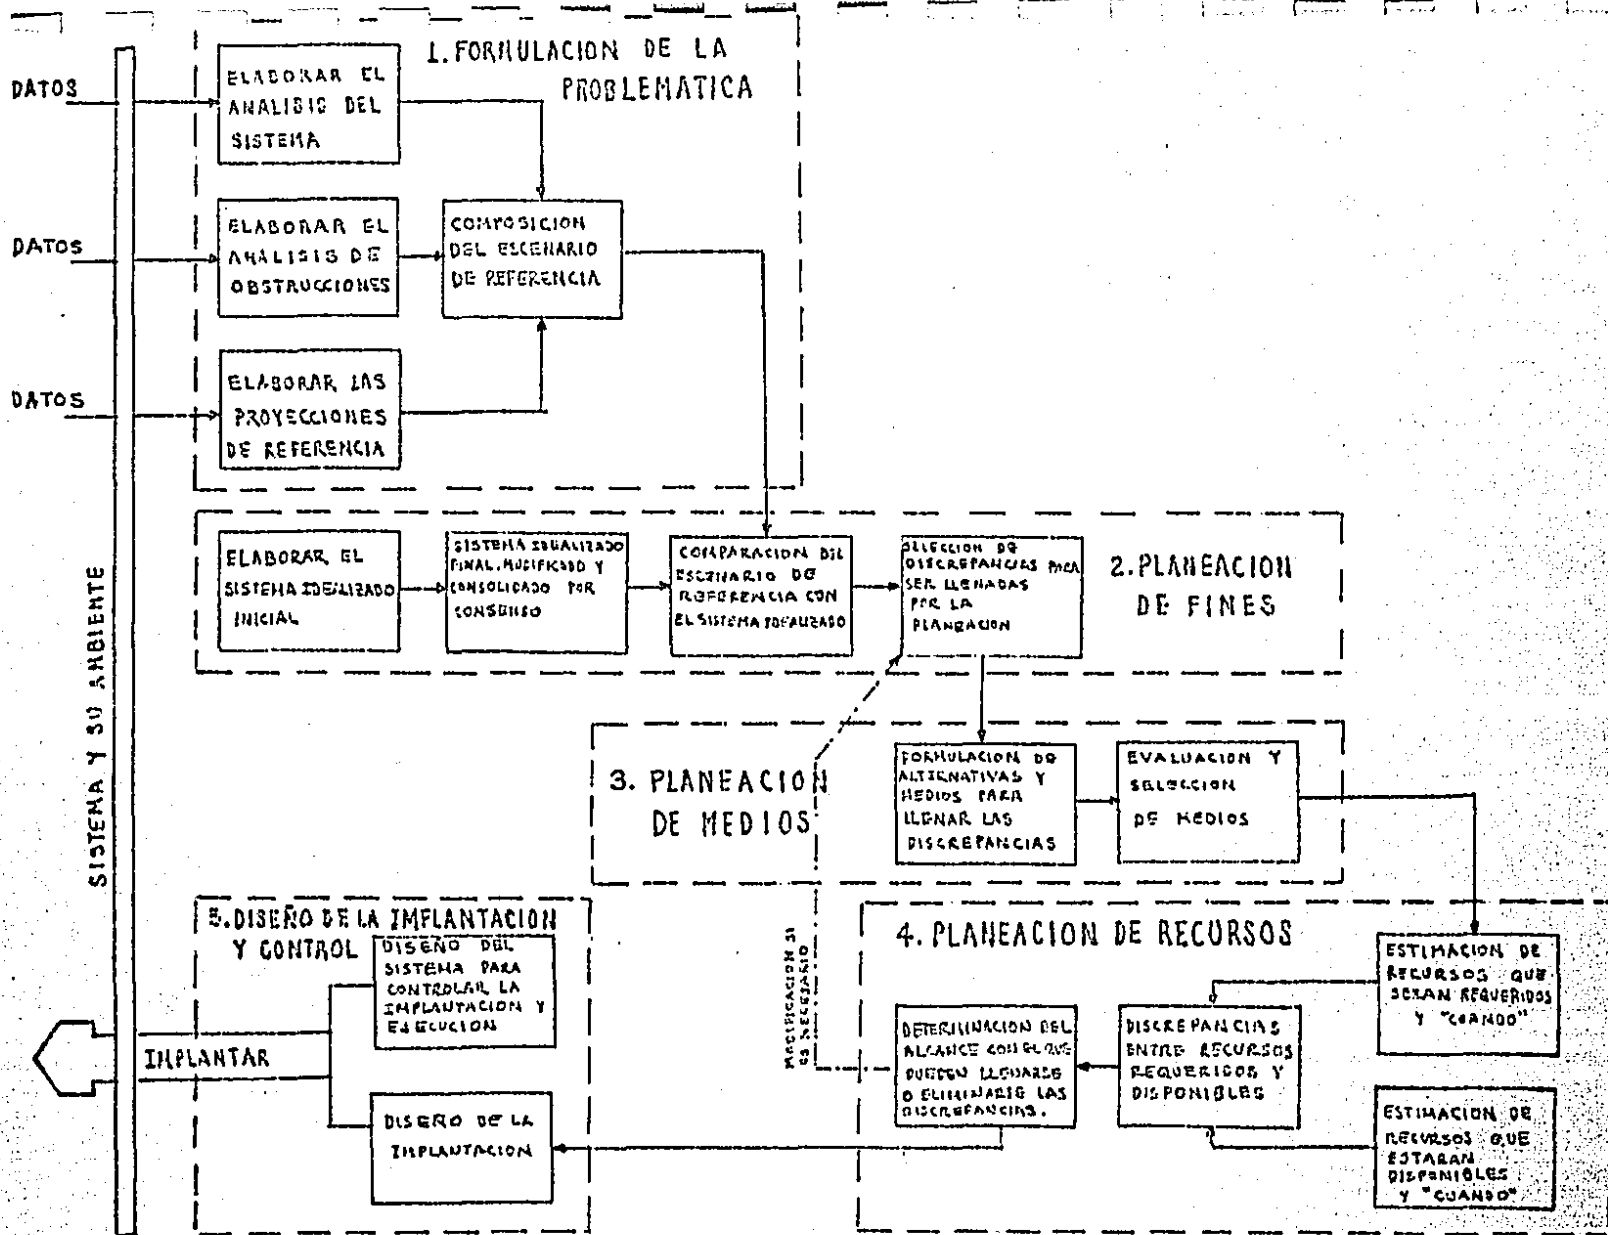 1. FORMULACION DE LA
PROBLEMATICA
DATOS
ELABORAR EL
ANALISIS DEL
SISTEMA
DATOS
ELABORAR EL
ANALISIS DE
OBSTRUCCIONES
COMPOSICION
DEL ESCENARIO
DE REFERENCIA
DATOS
ELABORAR LAS
PROYECCIONES
DE REFERENCIA
SISTEMA Y SU AMBIENTE
2. PLANEACION
DE FINES
ELABORAR EL
SISTEMA IDEALIZADO
INICIAL
SISTEMA IDEALIZADO
FINAL, MODIFICADO Y
CONSOLIDADO POR
CONSENSO
COMPARACION DEL
ESCENARIO DE
REFERENCIA CON
EL SISTEMA IDEALIZADO
SELECCION DE
DISCREPANCIAS PARA
SER LLENADAS
POR LA
PLANEACION
3. PLANEACION
DE MEDIOS
FORMULACION DE
ALTERNATIVAS Y
MEDIOS PARA
LLENAR LAS
DISCREPANCIAS
EVALUACION Y
SELECCION
DE MEDIOS
4. PLANEACION DE RECURSOS
ESTIMACION DE
RECURSOS QUE
SERAN REQUERIDOS
Y "CUANDO"
DISCREPANCIAS
ENTRE RECURSOS
REQUERIDOS Y
DISPONIBLES
DETERMINACION DEL
ALCANCE CON EL QUE
PUEDEN LLENARSE
O ELIMINARSE LAS
DISCREPANCIAS.
ESTIMACION DE
RECURSOS QUE
ESTARAN
DISPONIBLES
Y "CUANDO"
MODIFICACION SI
ES NECESARIO
5. DISEÑO DE LA IMPLANTACION
Y CONTROL
DISEÑO DEL
SISTEMA PARA
CONTROLAR LA
IMPLANTACION Y
EJECUCION
IMPLANTAR
DISEÑO DE LA
IMPLANTACION